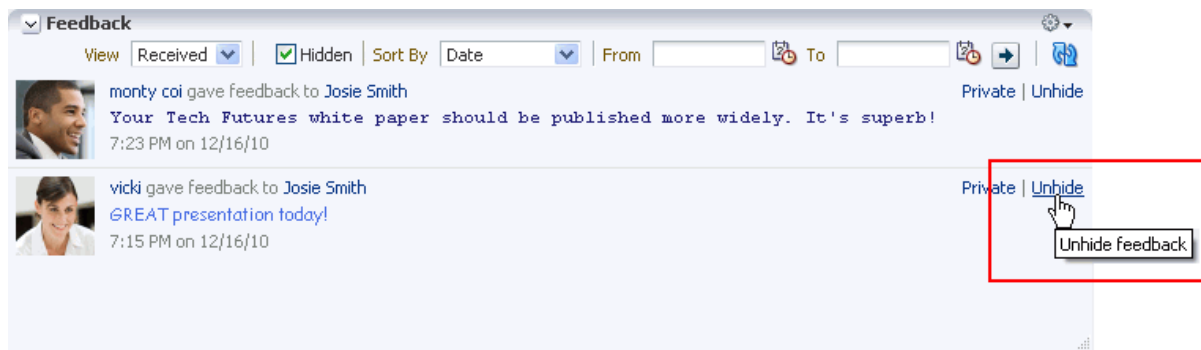 Feedback
View Received Hidden Sort By Date From To
monty coi gave feedback to Josie Smith Private | Unhide
Your Tech Futures white paper should be published more widely. It's superb!
7:23 PM on 12/16/10
vicki gave feedback to Josie Smith Private | Unhide
GREAT presentation today!
7:15 PM on 12/16/10
Unhide feedback